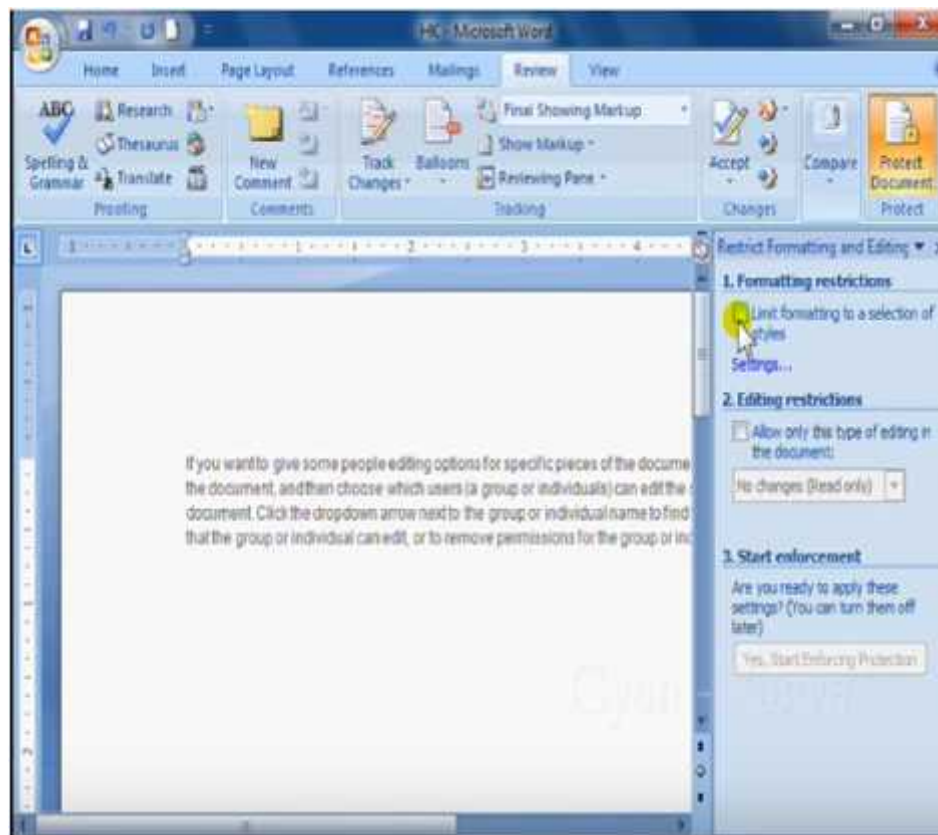 HC - Microsoft Word
Home Insert Page Layout References Mailings Review View
ABC
Spelling & Grammar
Research
Thesaurus
Translate
Proofing
New Comment
Comments
Track Changes
Balloons
Final Showing Markup
Show Markup
Reviewing Pane
Tracking
Accept
Changes
Compare
Protect Document
Protect
Restrict Formatting and Editing
1. Formatting restrictions
Limit formatting to a selection of
styles
Settings...
2. Editing restrictions
Allow only this type of editing in
the document:
No changes (Read only)
3. Start enforcement
Are you ready to apply these
settings? (You can turn them off
later)
Yes, Start Enforcing Protection
If you want to give some people editing options for specific pieces of the docume
the document, and then choose which users (a group or individuals) can edit the
document. Click the dropdown arrow next to the group or individual name to find
that the group or individual can edit, or to remove permissions for the group or inc
Gyan